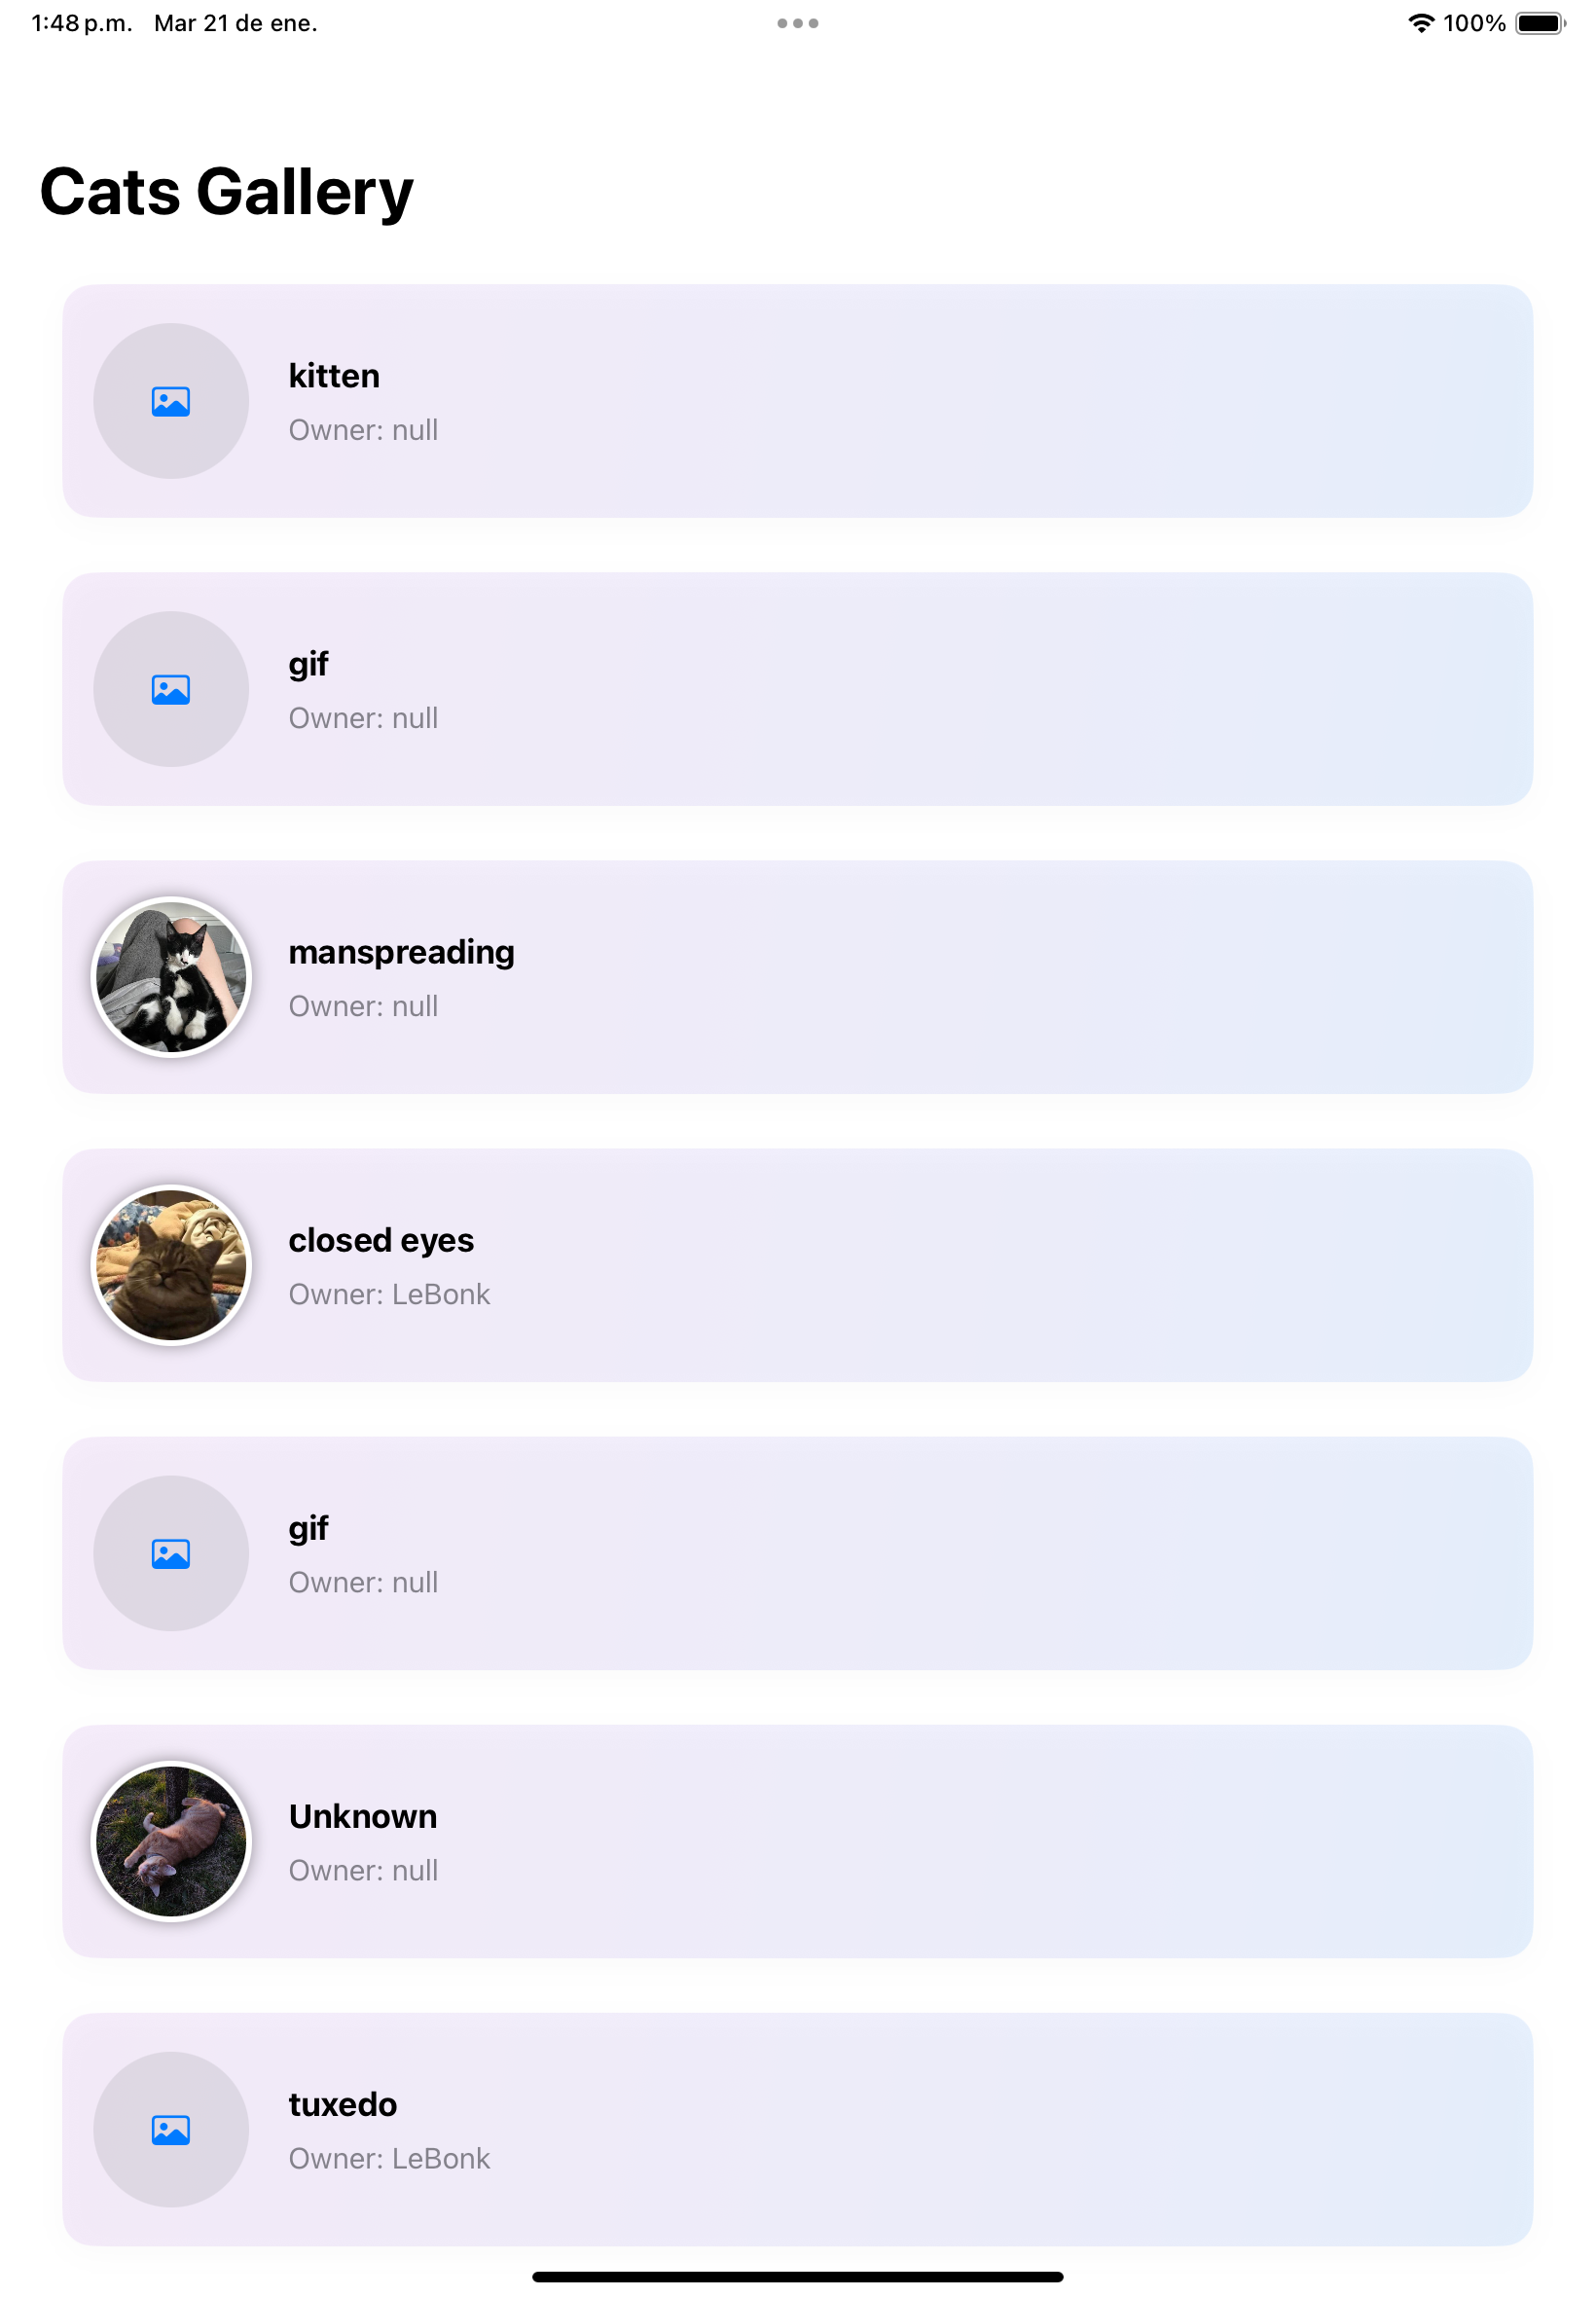 1:48 p.m. Mar 21 de ene.
100%
Cats Gallery
kitten
Owner: null
gif
Owner: null
manspreading
Owner: null
closed eyes
Owner: LeBonk
gif
Owner: null
Unknown
Owner: null
tuxedo
Owner: LeBonk